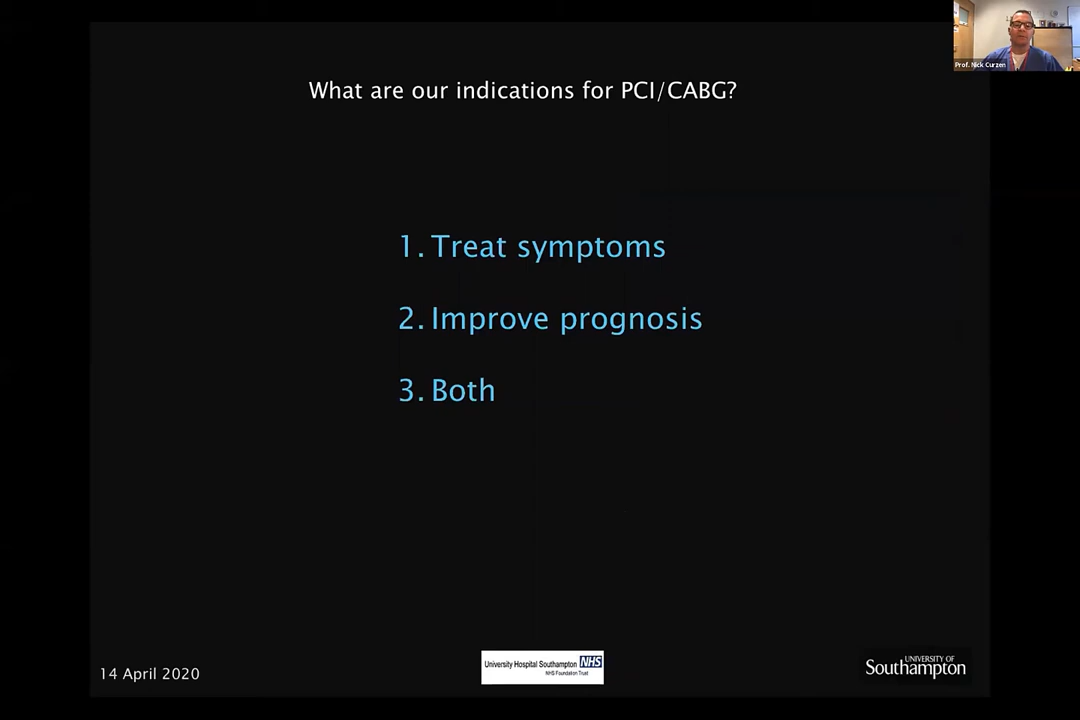 Prof. Nick Curzen
What are our indications for PCI/CABG?
1. Treat symptoms
2. Improve prognosis
3. Both
14 April 2020
University Hospital Southampton NHS
NHS Foundation Trust
UNIVERSITY OF
Southampton